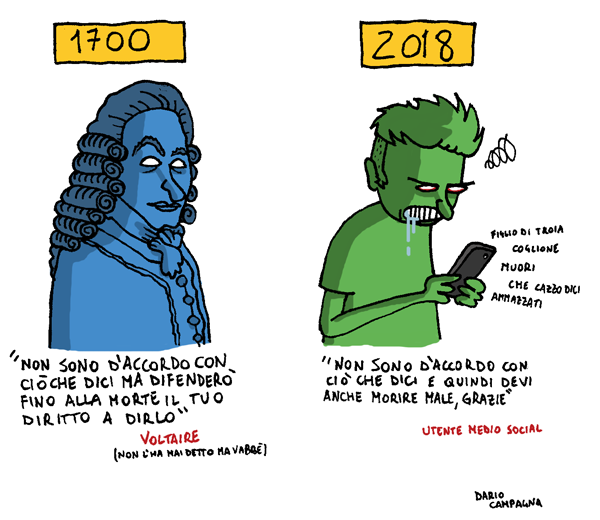 1700
"NON SONO D'ACCORDO CON
CIÒ CHE DICI MA DIFENDERÒ
FINO ALLA MORTE IL TUO
DIRITTO A DIRLO"
VOLTAIRE
(NON L'HA MAI DETTO MA VABBÈ)
2018
FIGLIO DI TROIA
COGLIONE
MUORI
CHE CAZZO DICI
AMMAZZATI
"NON SONO D'ACCORDO CON
CIÒ CHE DICI E QUINDI DEVI
ANCHE MORIRE MALE, GRAZIE"
UTENTE MEDIO SOCIAL
DARIO
CAMPAGNA